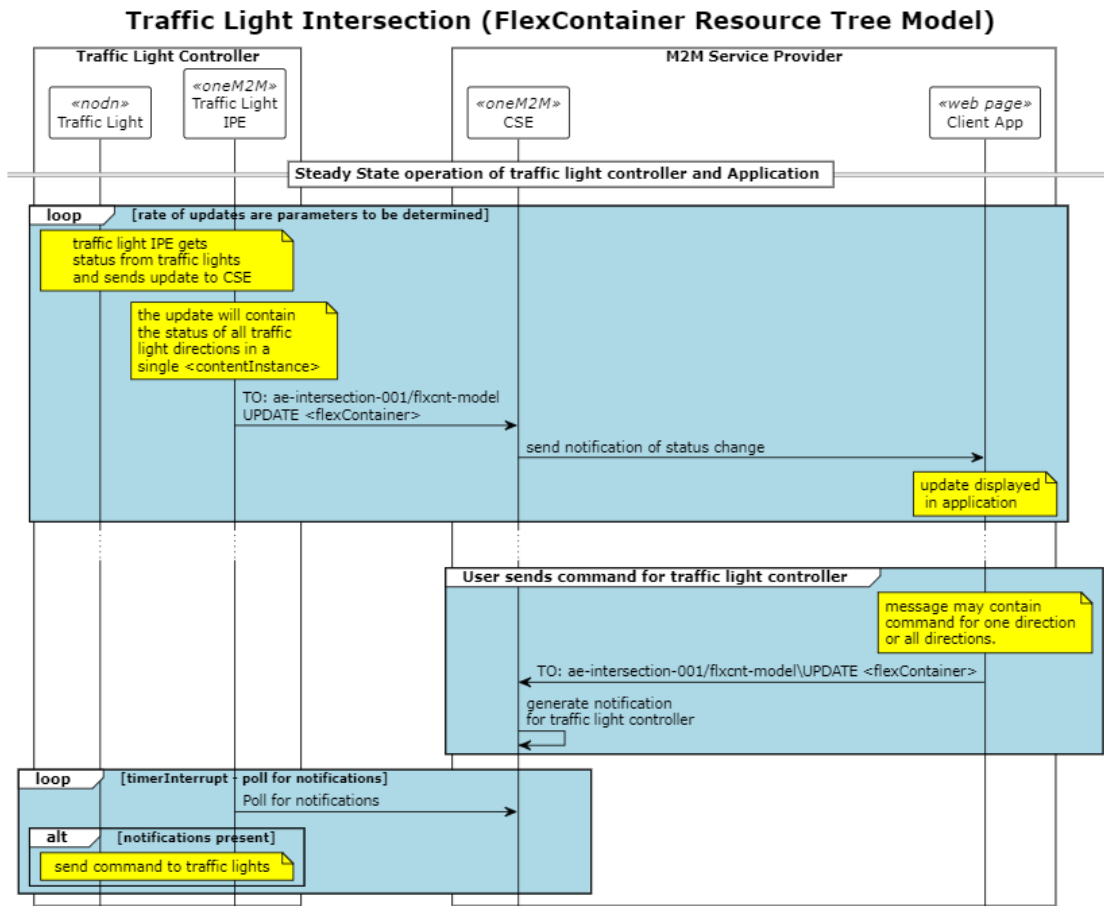 Traffic Light Intersection (FlexContainer Resource Tree Model)
Traffic Light Controller
M2M Service Provider
«nodn»
Traffic Light
«oneM2M»
Traffic Light
IPE
«oneM2M»
CSE
«web page»
Client App
Steady State operation of traffic light controller and Application
loop
[rate of updates are parameters to be determined]
traffic light IPE gets
status from traffic lights
and sends update to CSE
the update will contain
the status of all traffic
light directions in a
single <contentInstance>
TO: ae-intersection-001/flxcnt-model
UPDATE <flexContainer>
send notification of status change
update displayed
in application
User sends command for traffic light controller
message may contain
command for one direction
or all directions.
TO: ae-intersection-001/flxcnt-model\UPDATE <flexContainer>
generate notification
for traffic light controller
loop
[timerInterrupt - poll for notifications]
Poll for notifications
alt
[notifications present]
send command to traffic lights